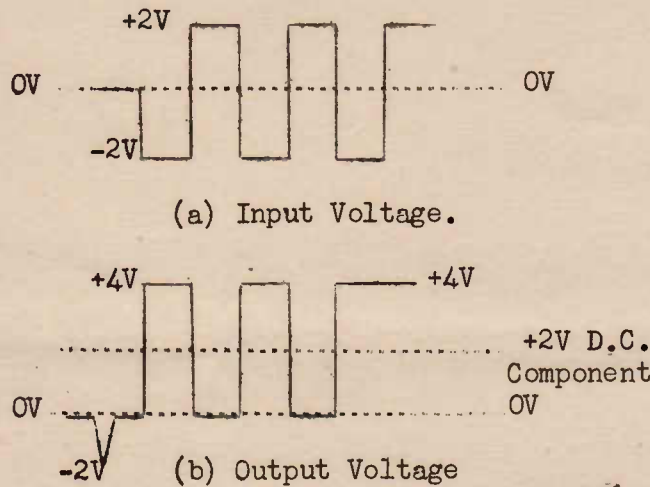 +2V
OV OV
-2V
(a) Input Voltage.
+4V +4V
+2V D.C.
Component
OV OV
-2V (b) Output Voltage